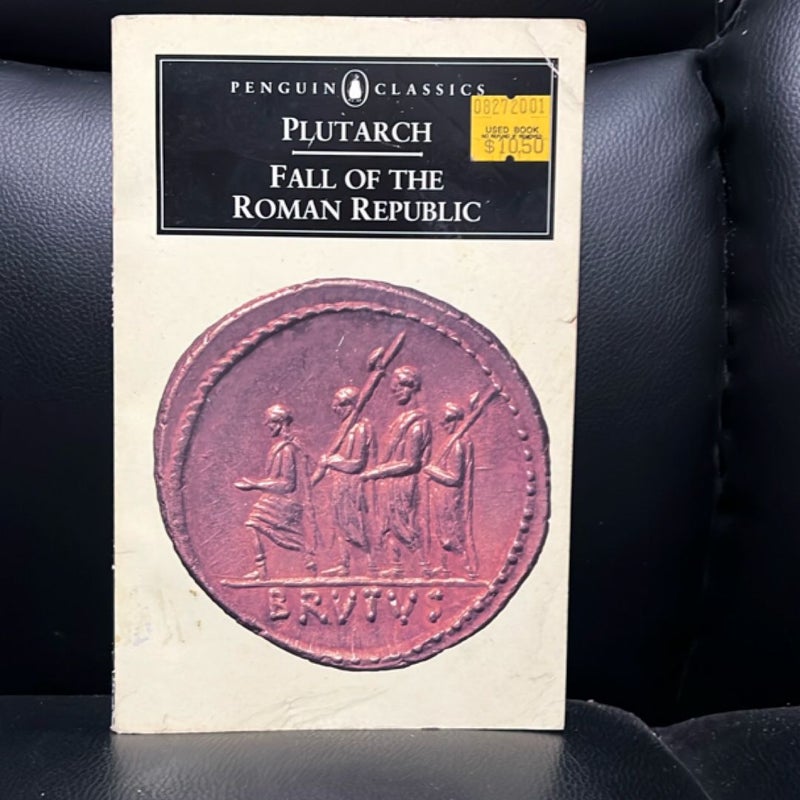 PENGUIN CLASSICS
08272001
PLUTARCH
USED BOOK
$10.50
FALL OF THE
ROMAN REPUBLIC
BRVTVS